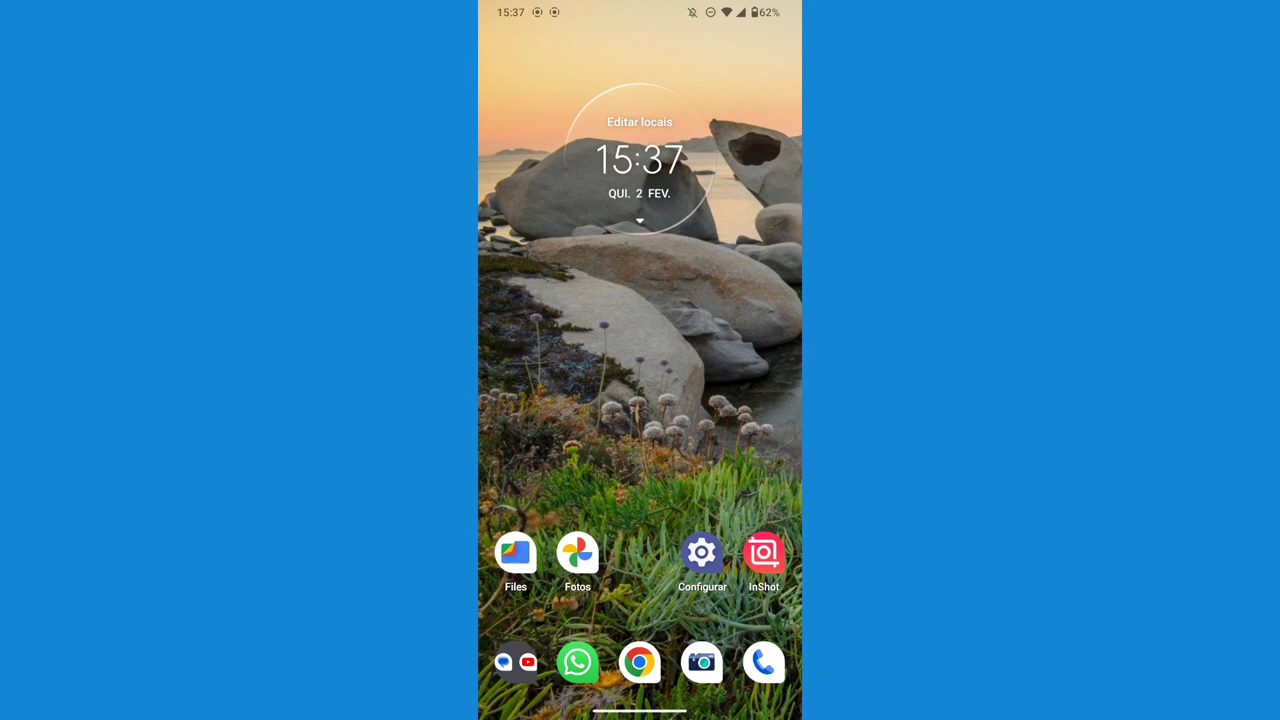 15:37 62%
Editar locais
15:37
QUI. 2 FEV.
Files Fotos Configurar InShot